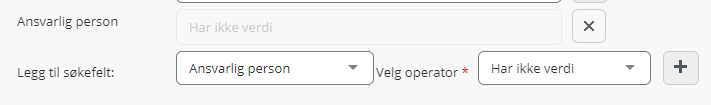 Ansvarlig person Har ikke verdi
Legg til søkefelt: Ansvarlig person Velg operator * Har ikke verdi